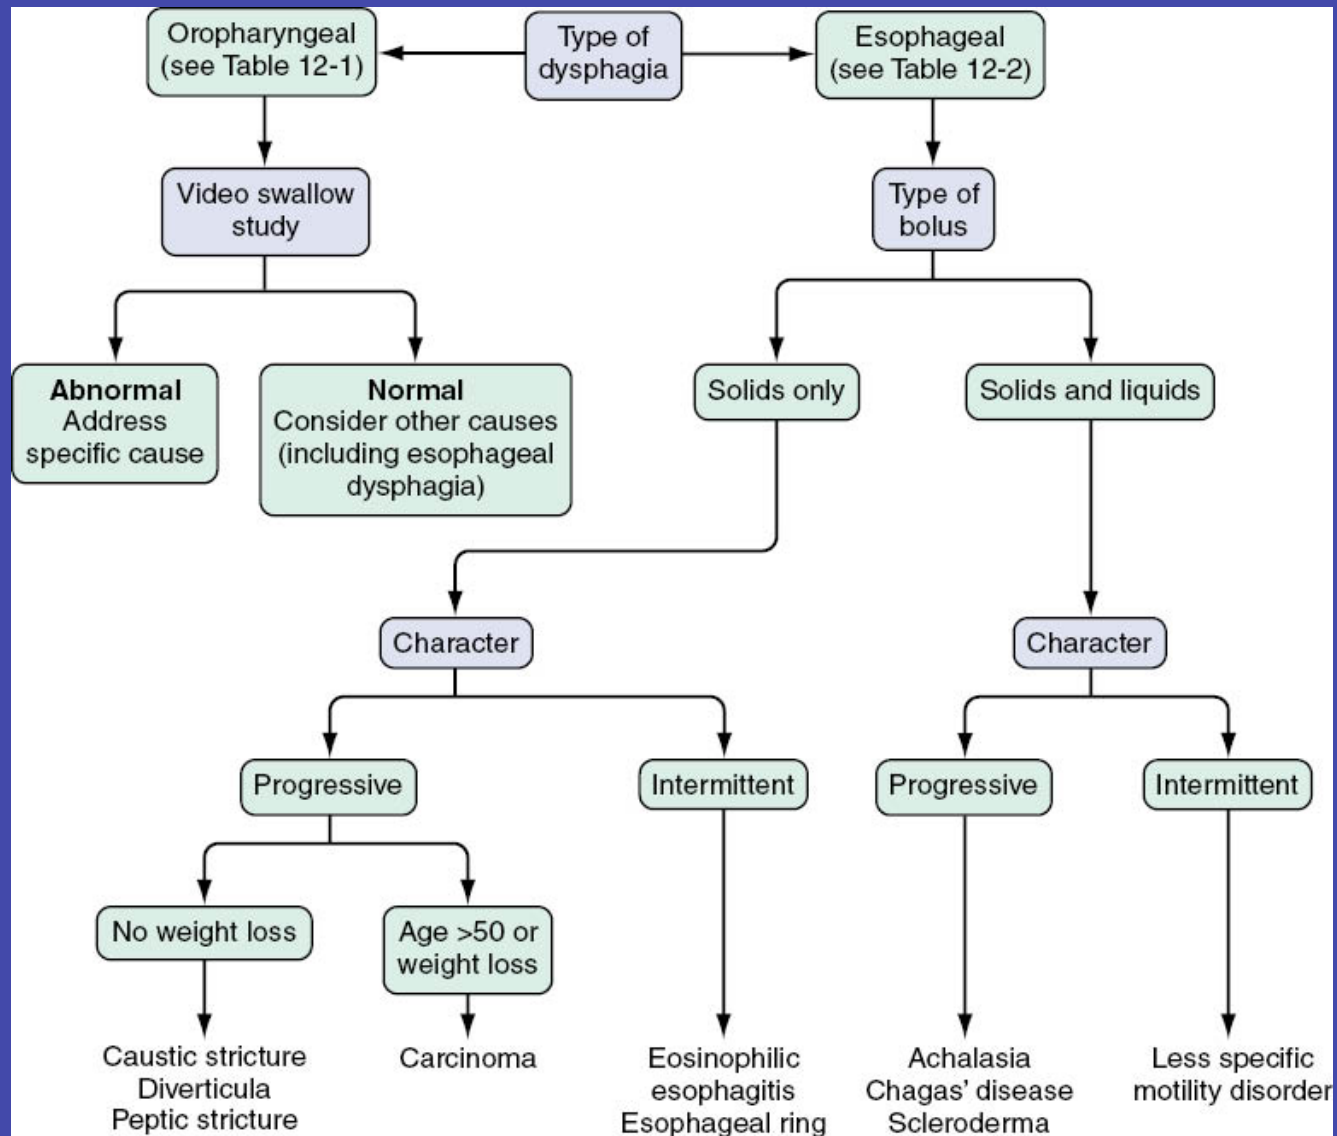 Oropharyngeal
(see Table 12-1)
Type of
dysphagia
Esophageal
(see Table 12-2)
Video swallow
study
Type of
bolus
Abnormal
Address
specific cause
Normal
Consider other causes
(including esophageal
dysphagia)
Solids only
Solids and liquids
Character
Character
Progressive
Intermittent
Progressive
Intermittent
No weight loss
Age >50 or
weight loss
Caustic stricture
Diverticula
Peptic stricture
Carcinoma
Eosinophilic
esophagitis
Esophageal ring
Achalasia
Chagas’ disease
Scleroderma
Less specific
motility disorder